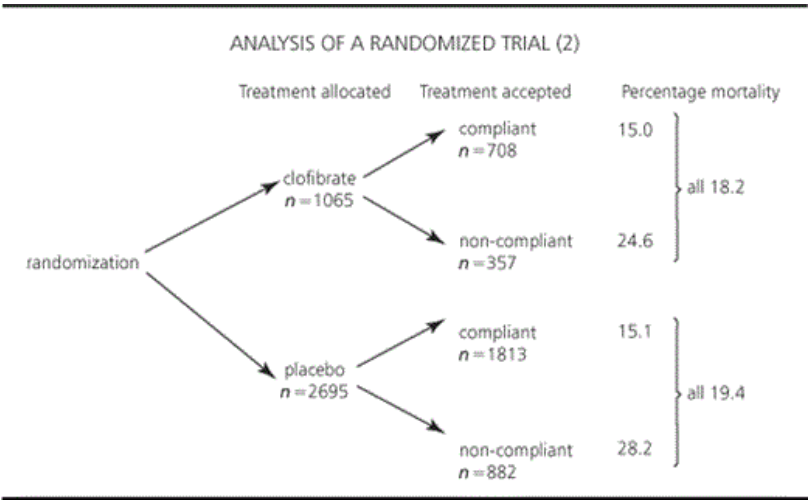 ANALYSIS OF A RANDOMIZED TRIAL (2)
Treatment allocated Treatment accepted Percentage mortality
compliant 15.0
n=708
clofibrate
n=1065
all 18.2
non-compliant 24.6
n=357
randomization
compliant 15.1
n=1813
placebo
n=2695
all 19.4
non-compliant 28.2
n=882